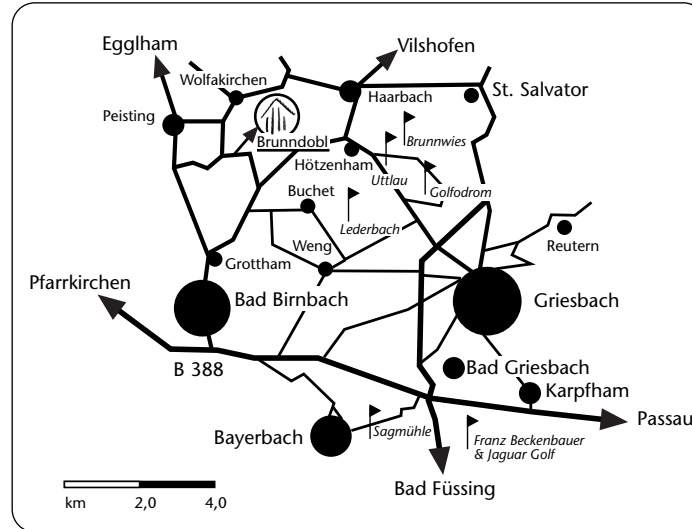 Egglham
Vilshofen
Wolfakirchen
Haarbach
St. Salvator
Peisting
Brunndobl
Brunnwies
Hötzenham
Uttlau
Golfodrom
Buchet
Lederbach
Reutern
Weng
Grottham
Pfarrkirchen
Bad Birnbach
Griesbach
B 388
Bad Griesbach
Karpfham
Passau
Bayerbach
Sagmühle
Franz Beckenbauer
& Jaguar Golf
Bad Füssing
km 2,0 4,0